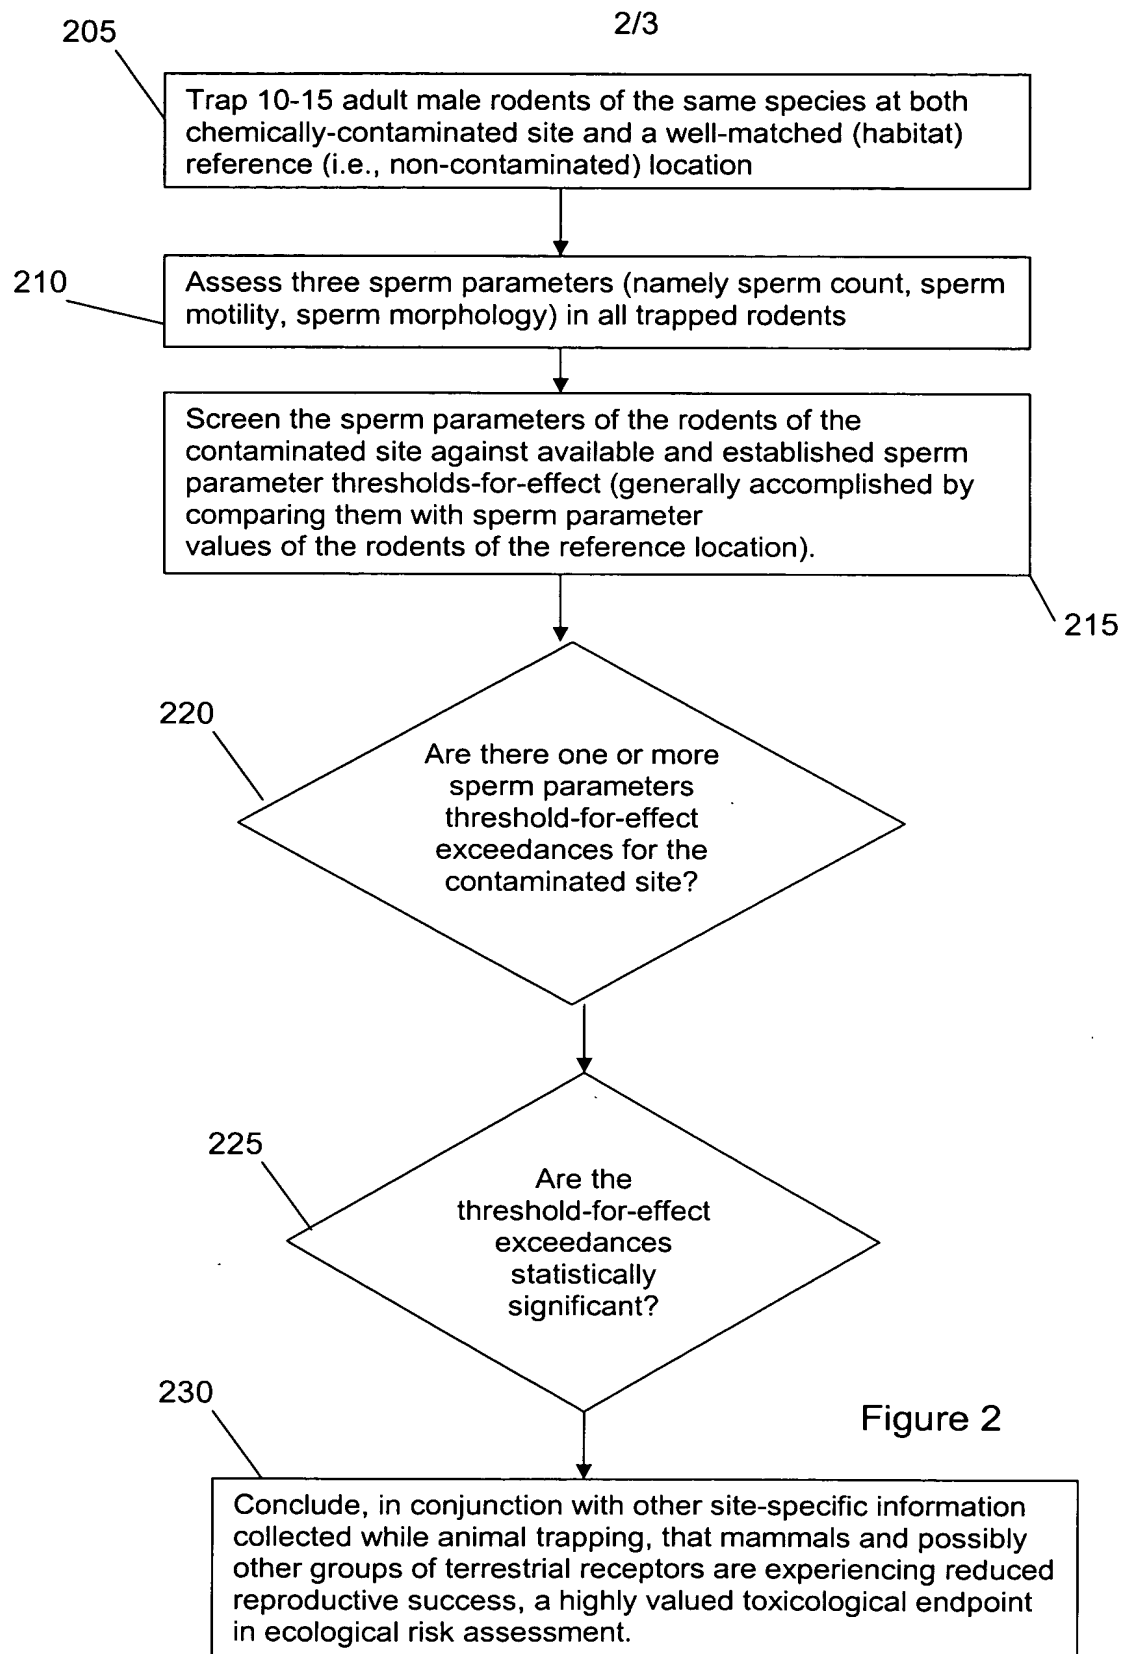 2/3
205
Trap 10-15 adult male rodents of the same species at both
chemically-contaminated site and a well-matched (habitat)
reference (i.e., non-contaminated) location
210
Assess three sperm parameters (namely sperm count, sperm
motility, sperm morphology) in all trapped rodents
Screen the sperm parameters of the rodents of the
contaminated site against available and established sperm
parameter thresholds-for-effect (generally accomplished by
comparing them with sperm parameter
values of the rodents of the reference location).
215
220
Are there one or more
sperm parameters
threshold-for-effect
exceedances for the
contaminated site?
225
Are the
threshold-for-effect
exceedances
statistically
significant?
230
Figure 2
Conclude, in conjunction with other site-specific information
collected while animal trapping, that mammals and possibly
other groups of terrestrial receptors are experiencing reduced
reproductive success, a highly valued toxicological endpoint
in ecological risk assessment.